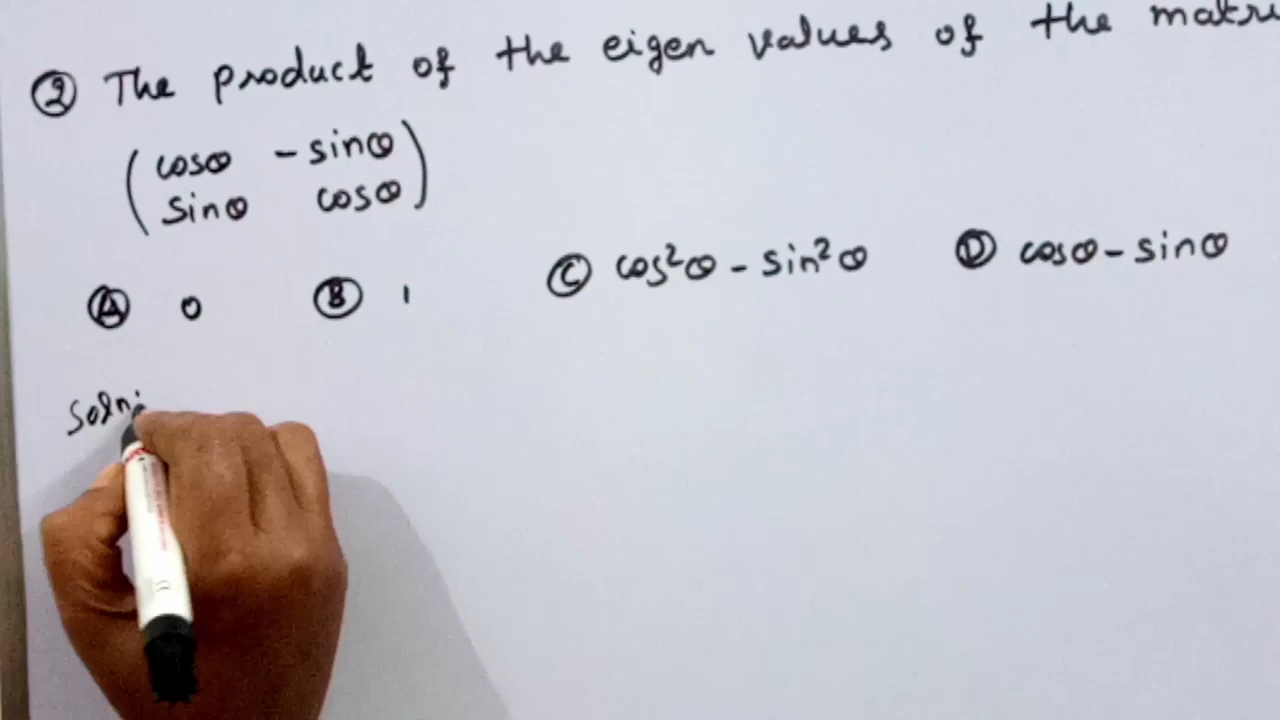 ② The product of the eigen values of the
( cosθ - sinθ )
( sinθ cosθ )
Ⓐ 0 Ⓑ 1 Ⓒ cos²θ - sin²θ Ⓓ cosθ - sinθ
Soln: